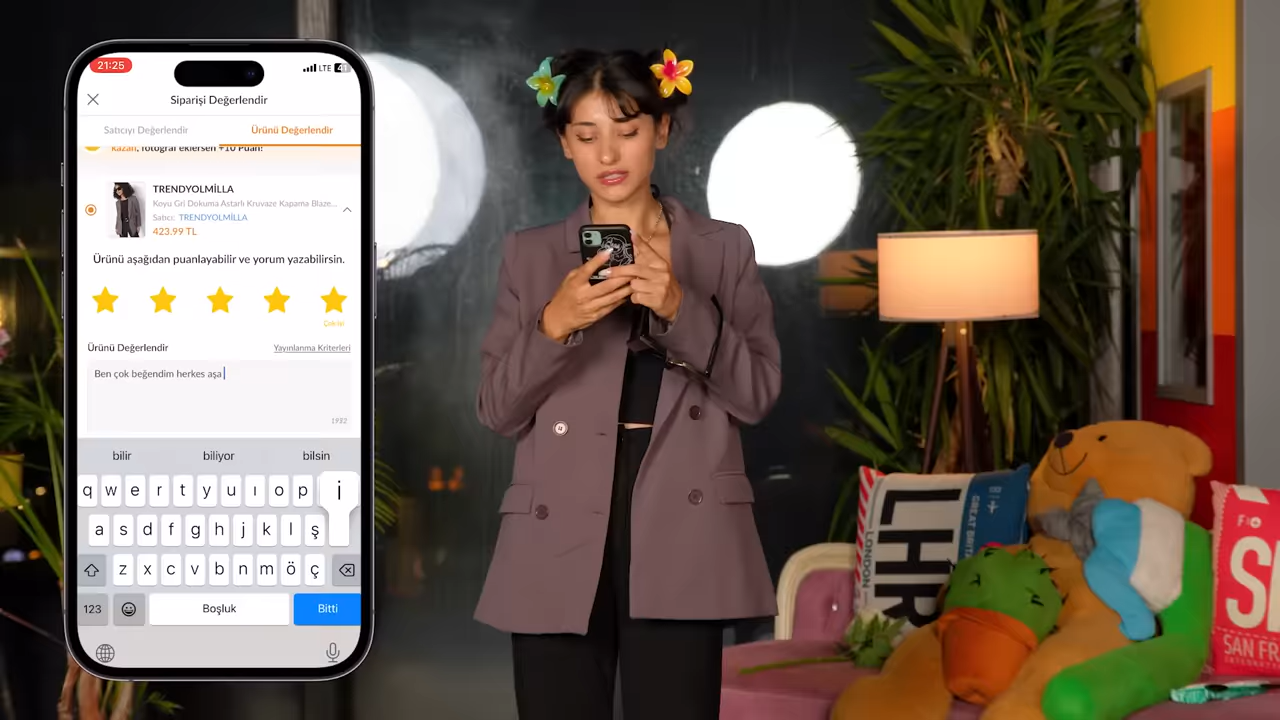 21:25
LTE
Siparişi Değerlendir
Satıcıyı Değerlendir
Ürünü Değerlendir
kazan, fotoğraf eklersen +10 Puan!
TRENDYOLMİLLA
Koyu Gri Dokuma Astarlı Kruvaze Kapama Blaze...
Satıcı: TRENDYOLMİLLA
423.99 TL
Ürünü aşağıdan puanlayabilir ve yorum yazabilirsin.
Çok iyi
Ürünü Değerlendir
Yayınlanma Kriterleri
Ben çok beğendim herkes aşa
bilir biliyor bilsin
q w e r t y u ı o p i
a s d f g h j k l ş
z x c v b n m ö ç
123 Boşluk Bitti
LHR
LONDON
GREAT BRITA
SAN FR